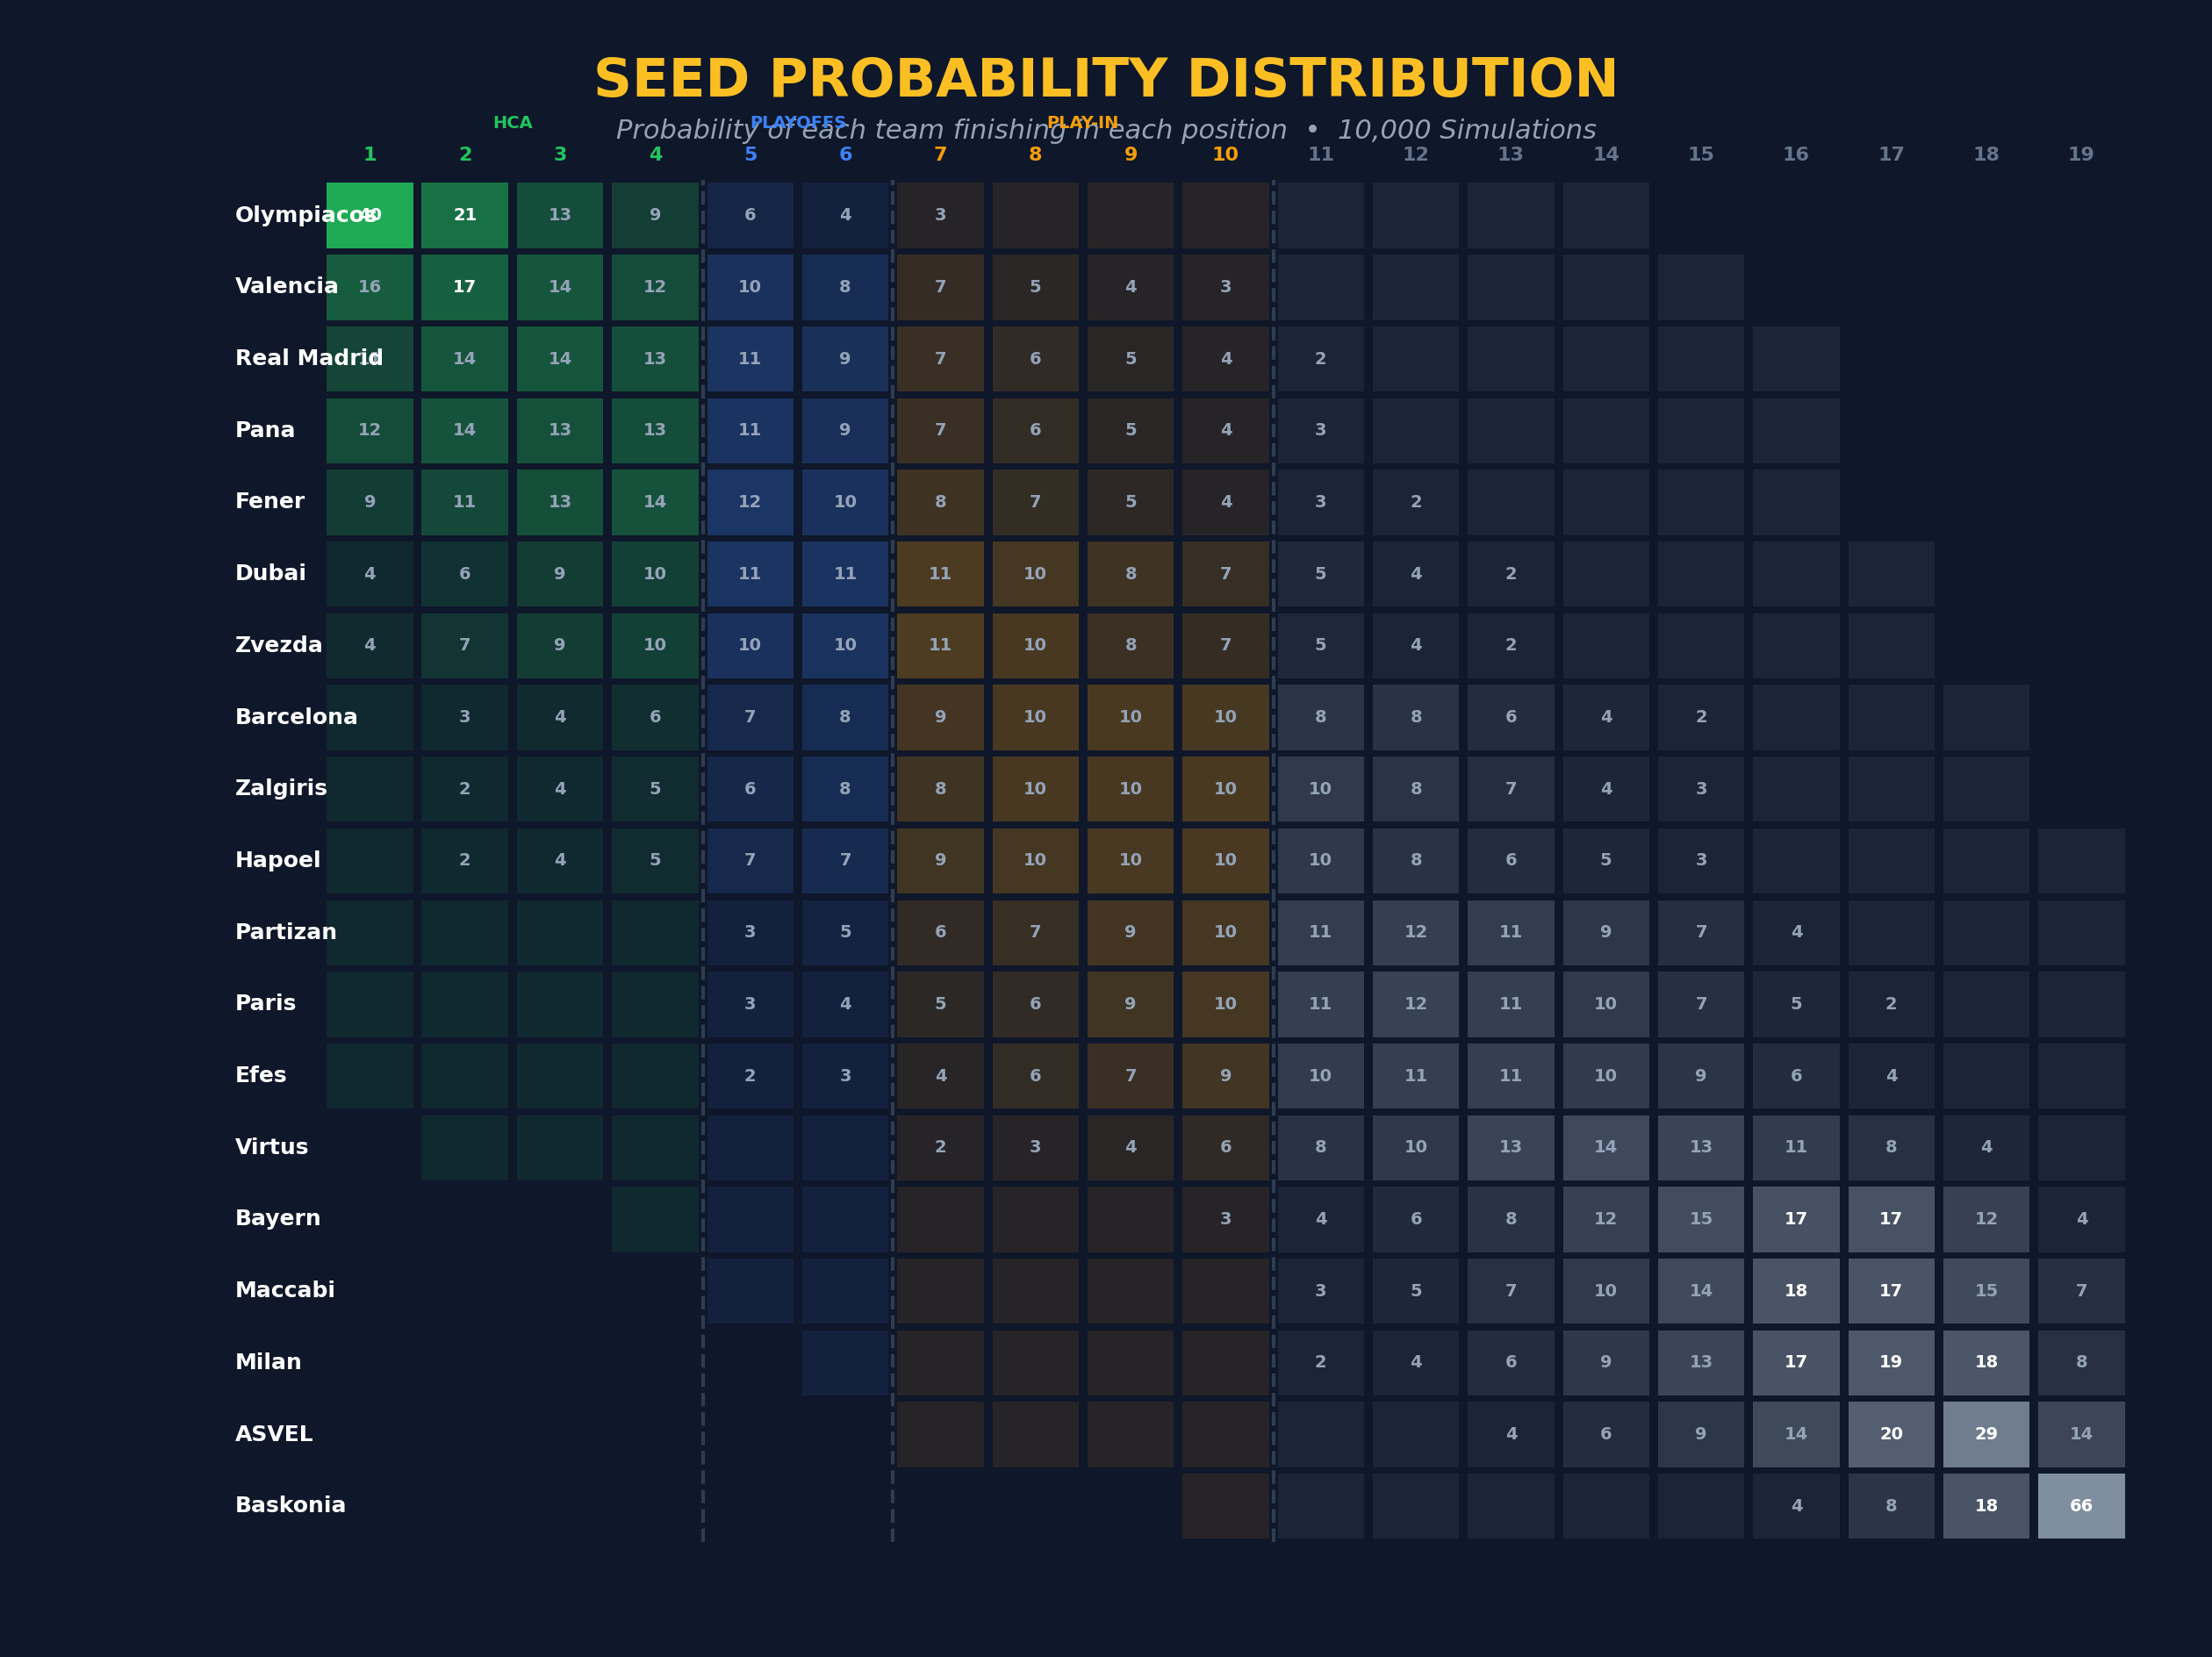 SEED PROBABILITY DISTRIBUTION
HCA PLAYOFFS PLAY-IN
Probability of each team finishing in each position • 10,000 Simulations
1 2 3 4 5 6 7 8 9 10 11 12 13 14 15 16 17 18 19
Olympiacos 40 21 13 9 6 4 3
Valencia 16 17 14 12 10 8 7 5 4 3
Real Madrid 14 14 13 11 9 7 6 5 4 2
Pana 12 14 13 13 11 9 7 6 5 4 3
Fener 9 11 13 14 12 10 8 7 5 4 3 2
Dubai 4 6 9 10 11 11 11 10 8 7 5 4 2
Zvezda 4 7 9 10 10 10 11 10 8 7 5 4 2
Barcelona 3 4 6 7 8 9 10 10 10 8 8 6 4 2
Zalgiris 2 4 5 6 8 8 10 10 10 10 8 7 4 3
Hapoel 2 4 5 7 7 9 10 10 10 10 8 6 5 3
Partizan 3 5 6 7 9 10 11 12 11 9 7 4
Paris 3 4 5 6 9 10 11 12 11 10 7 5 2
Efes 2 3 4 6 7 9 10 11 11 10 9 6 4
Virtus 2 3 4 6 8 10 13 14 13 11 8 4
Bayern 3 4 6 8 12 15 17 17 12 4
Maccabi 3 5 7 10 14 18 17 15 7
Milan 2 4 6 9 13 17 19 18 8
ASVEL 4 6 9 14 20 29 14
Baskonia 4 8 18 66